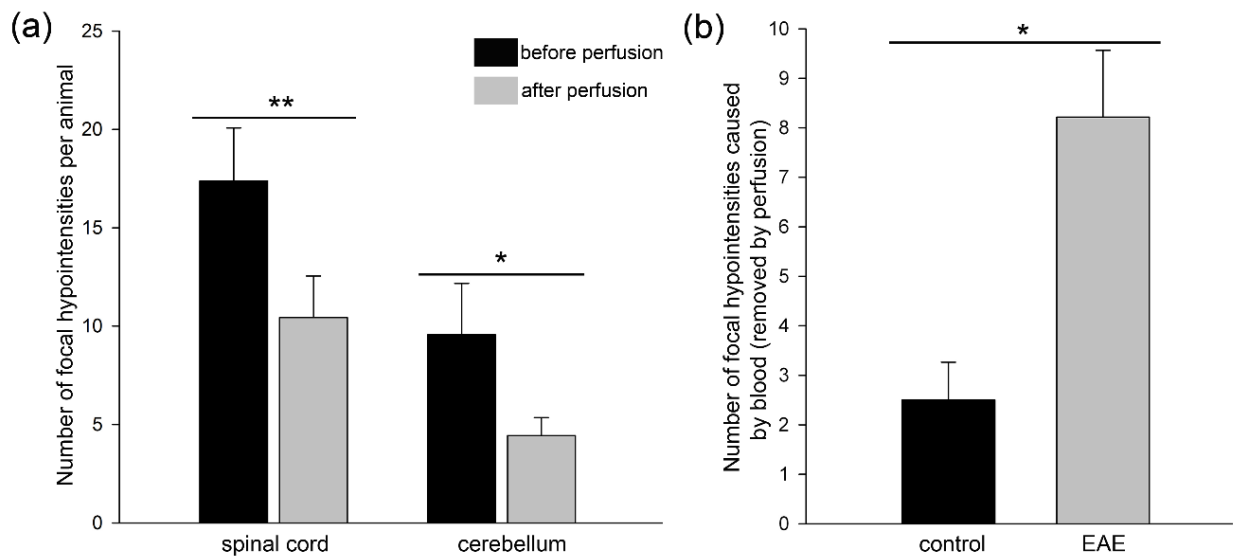 (a)
Number of focal hypointensities per animal
25
20
15
10
5
0
before perfusion
after perfusion
**
*
spinal cord
cerebellum
(b)
Number of focal hypointensities caused
by blood (removed by perfusion)
10
9
8
7
6
5
4
3
2
1
0
*
control
EAE